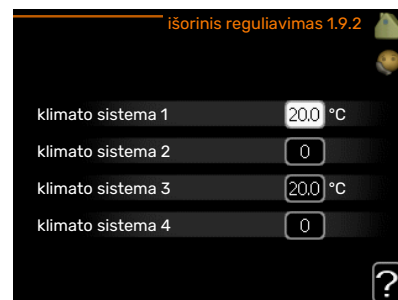 išorinis reguliavimas 1.9.2
klimato sistema 1 20.0 °C
klimato sistema 2 0
klimato sistema 3 20.0 °C
klimato sistema 4 0
?